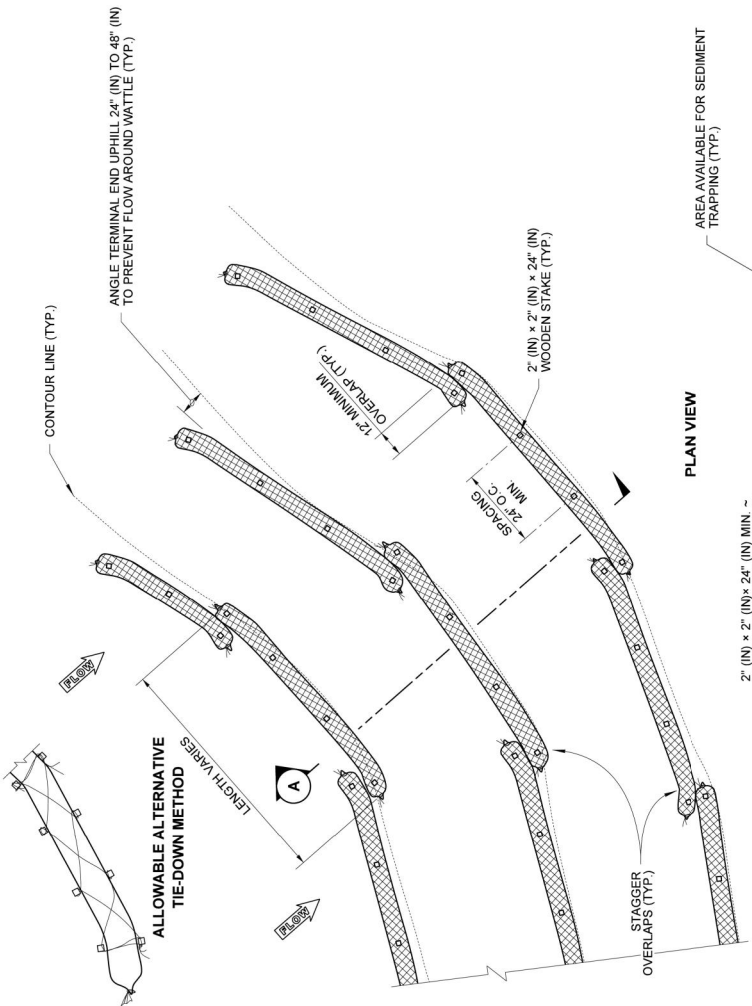 CONTOUR LINE (TYP.)
ANGLE TERMINAL END UPHILL 24" (IN) TO 48" (IN)
TO PREVENT FLOW AROUND WATTLE (TYP.)
FLOW
ALLOWABLE ALTERNATIVE
TIE-DOWN METHOD
LENGTH VARIES
A
FLOW
12" MINIMUM
OVERLAP (TYP.)
SPACING
24" O.C.
MIN.
2" (IN) × 2" (IN) × 24" (IN)
WOODEN STAKE (TYP.)
STAGGER
OVERLAPS (TYP.)
PLAN VIEW
AREA AVAILABLE FOR SEDIMENT
TRAPPING (TYP.)
2" (IN) × 2" (IN)× 24" (IN) MIN. ~